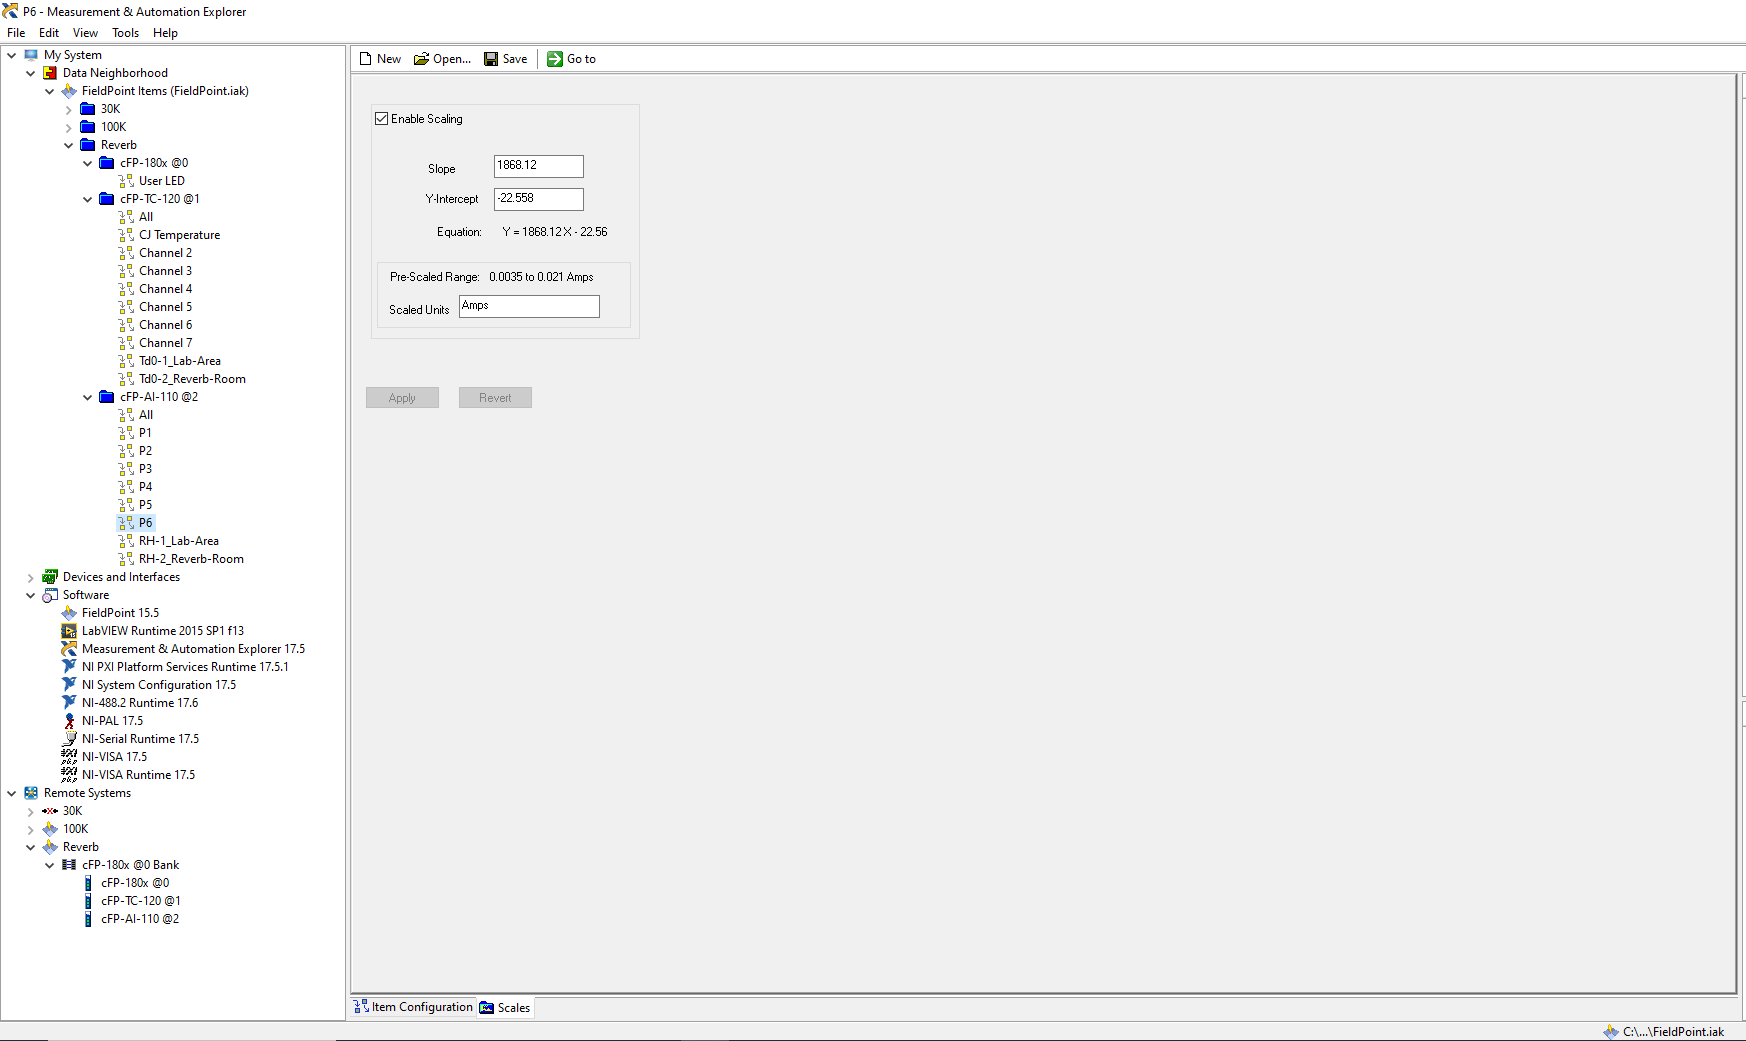 P6 - Measurement & Automation Explorer
File Edit View Tools Help
My System
Data Neighborhood
FieldPoint Items (FieldPoint.iak)
30K
100K
Reverb
cFP-180x @0
User LED
cFP-TC-120 @1
All
CJ Temperature
Channel 2
Channel 3
Channel 4
Channel 5
Channel 6
Channel 7
Td0-1_Lab-Area
Td0-2_Reverb-Room
cFP-AI-110 @2
All
P1
P2
P3
P4
P5
P6
RH-1_Lab-Area
RH-2_Reverb-Room
Devices and Interfaces
Software
FieldPoint 15.5
LabVIEW Runtime 2015 SP1 f13
Measurement & Automation Explorer 17.5
NI PXI Platform Services Runtime 17.5.1
NI System Configuration 17.5
NI-488.2 Runtime 17.6
NI-PAL 17.5
NI-Serial Runtime 17.5
NI-VISA 17.5
NI-VISA Runtime 17.5
Remote Systems
30K
100K
Reverb
cFP-180x @0 Bank
cFP-180x @0
cFP-TC-120 @1
cFP-AI-110 @2
New Open... Save Go to
Enable Scaling
Slope 1868.12
Y-Intercept -22.558
Equation: Y = 1868.12 X - 22.56
Pre-Scaled Range: 0.0035 to 0.021 Amps
Scaled Units Amps
Apply Revert
Item Configuration Scales
C:\...\FieldPoint.iak